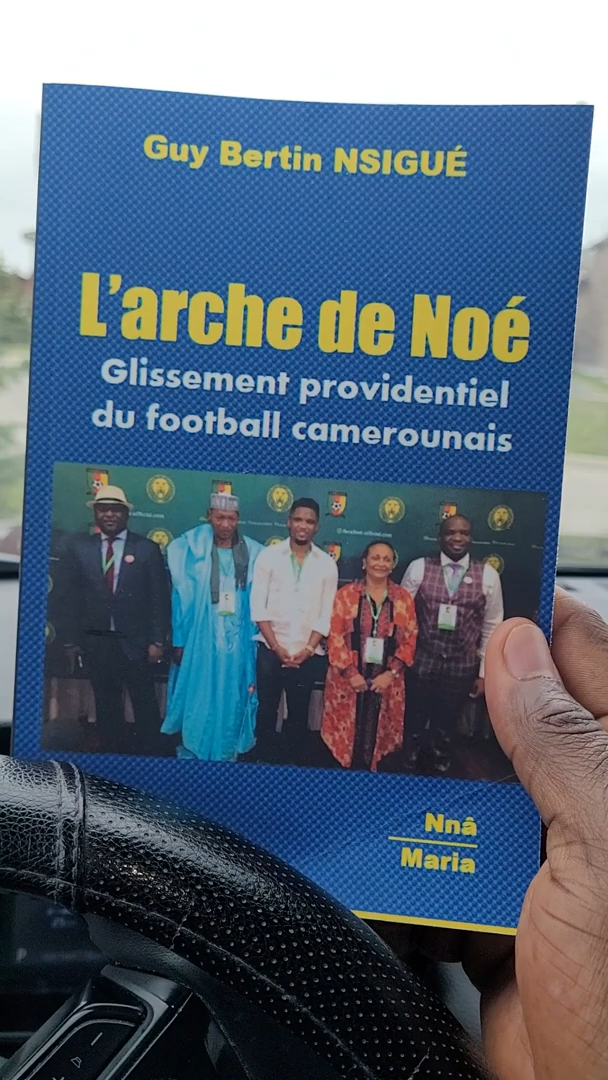 Guy Bertin NSIGUÉ
L'arche de Noé
Glissement providentiel
du football camerounais
Nnâ
Maria